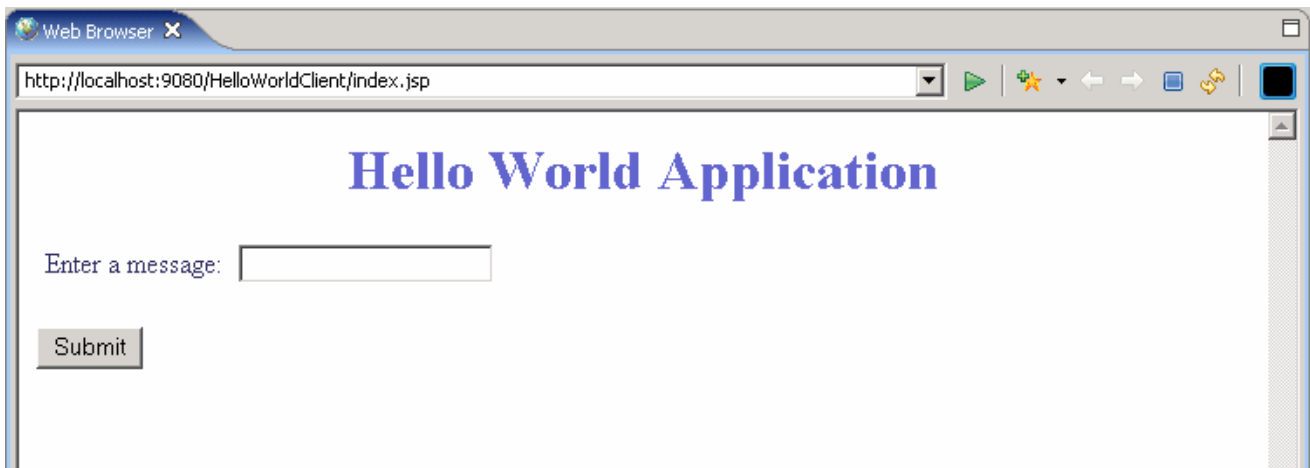 Web Browser
http://localhost:9080/HelloWorldClient/index.jsp
Hello World Application
Enter a message:
Submit